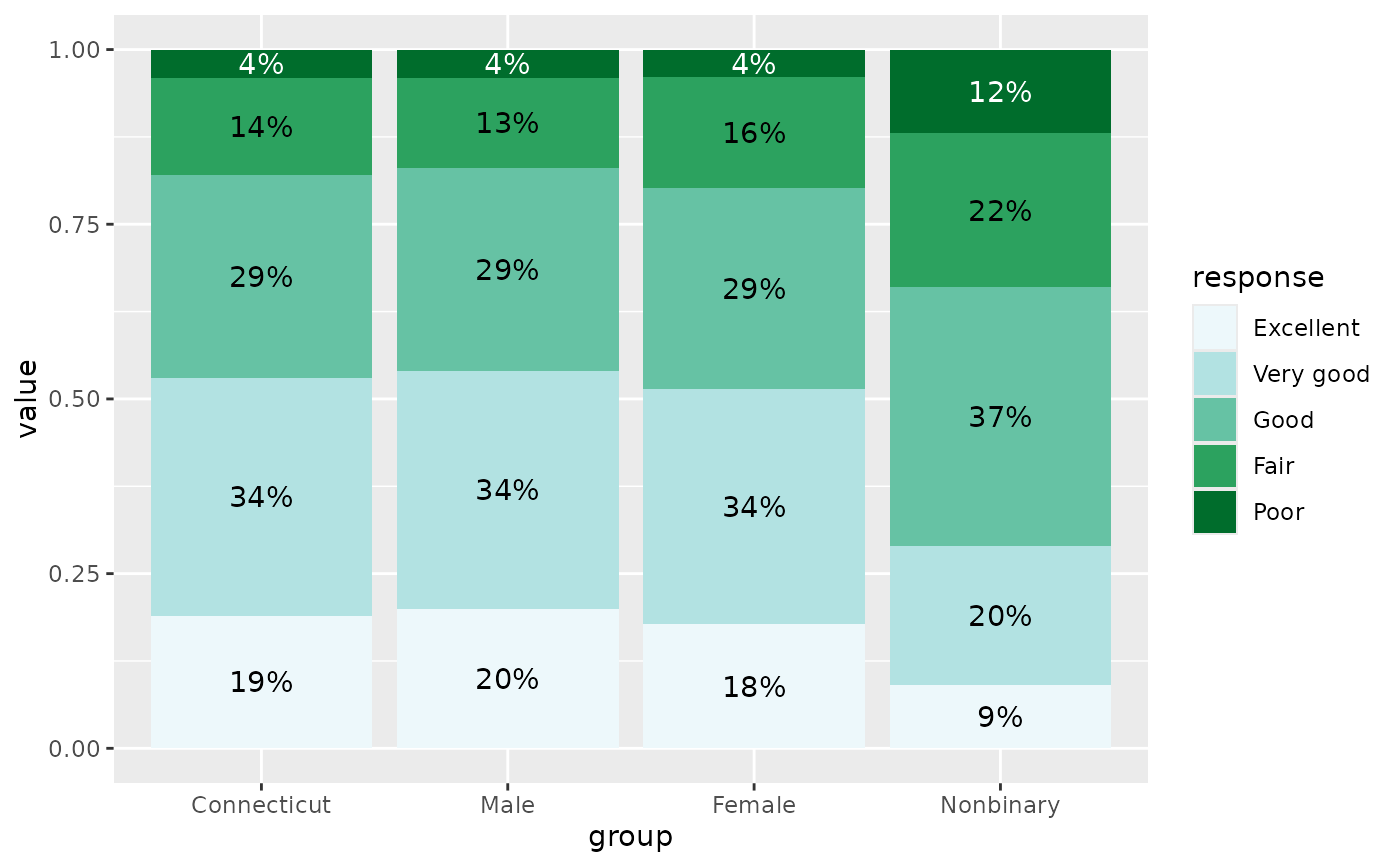 1.00
0.75
0.50
0.25
0.00
value
4%
14%
29%
34%
19%
4%
13%
29%
34%
20%
4%
16%
29%
34%
18%
12%
22%
37%
20%
9%
Connecticut
Male
Female
Nonbinary
group
response
Excellent
Very good
Good
Fair
Poor